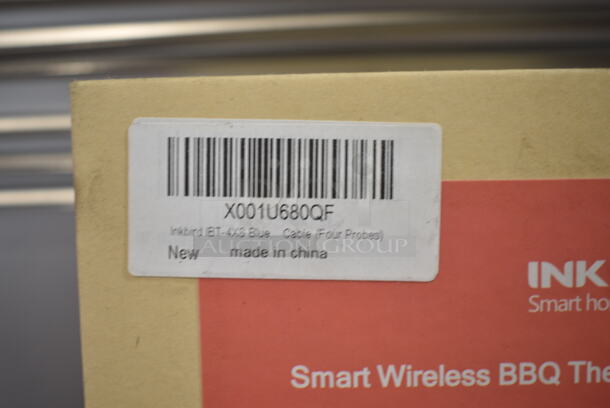 X001U680QF
Inkbird IBT-4XS Blue... Cable (Four Probes)
AUCTION GROUP
New made in china
INK
Smart ho
Smart Wireless BBQ The